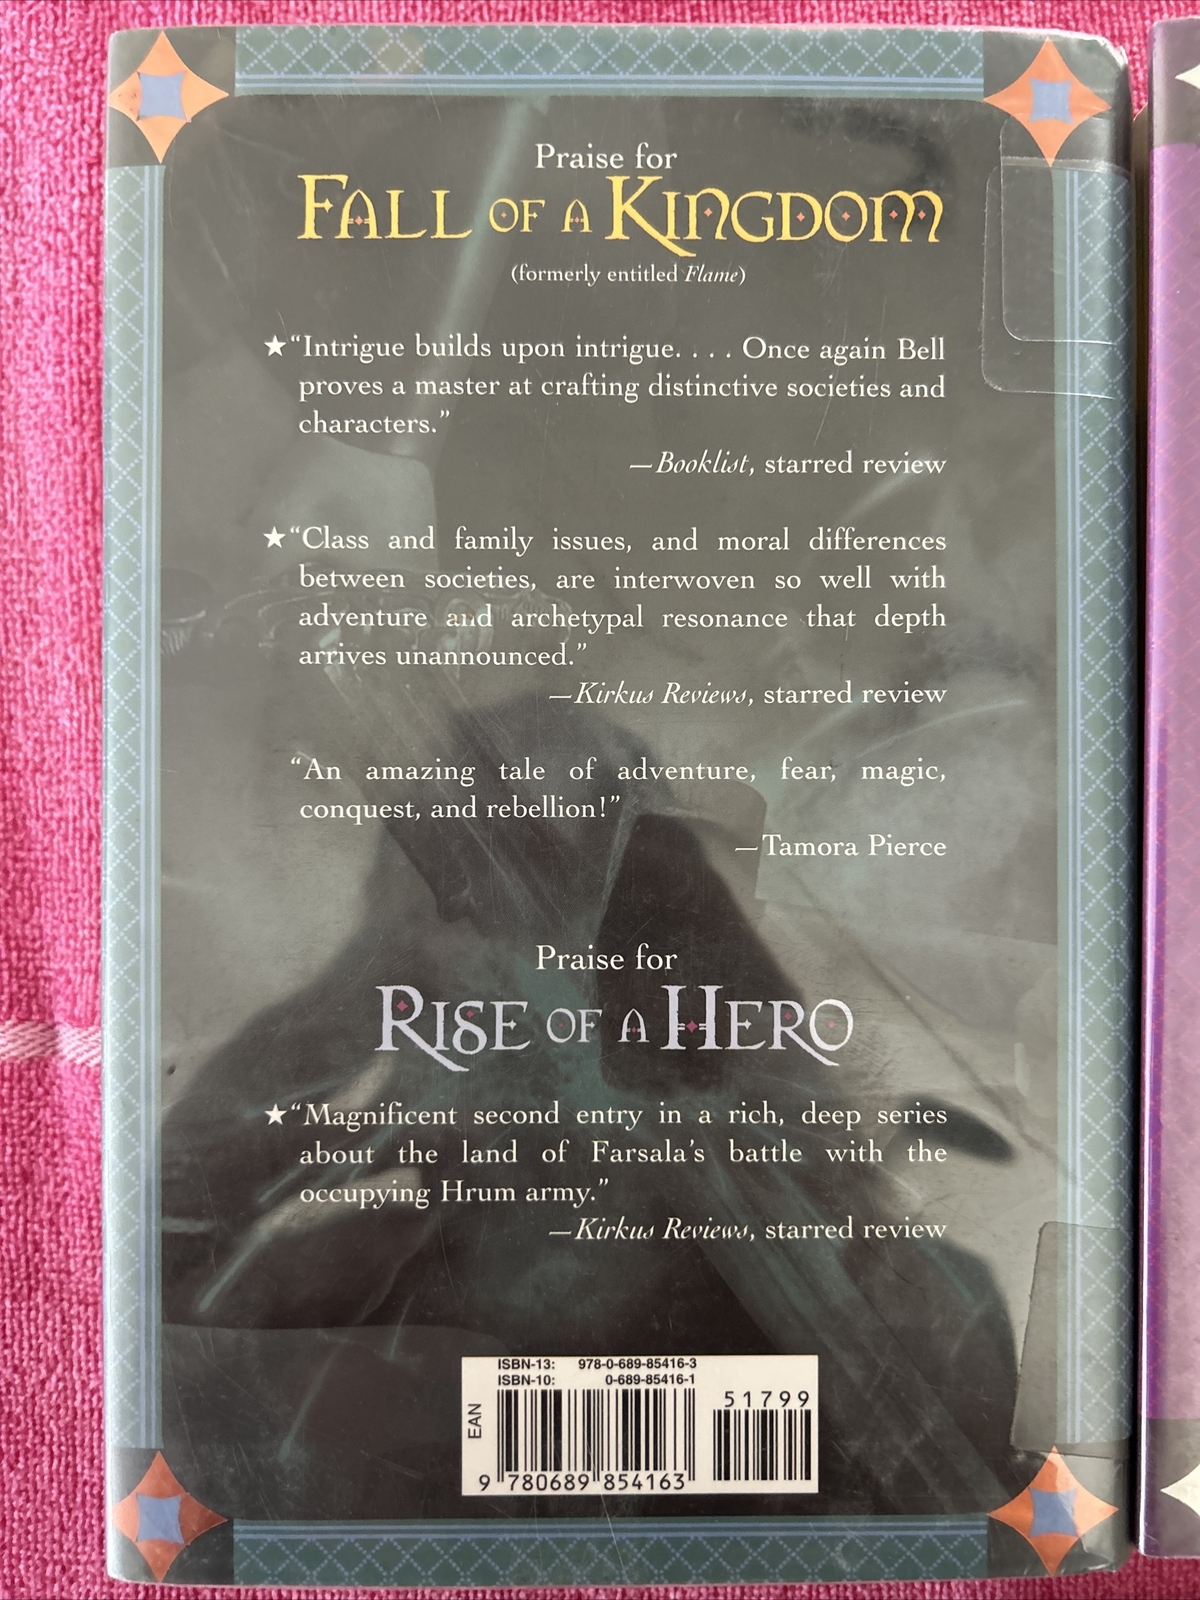 Praise for
FALL OF A KINGDOM
(formerly entitled Flame)
★“Intrigue builds upon intrigue. . . . Once again Bell
proves a master at crafting distinctive societies and
characters.”
—Booklist, starred review
★“Class and family issues, and moral differences
between societies, are interwoven so well with
adventure and archetypal resonance that depth
arrives unannounced.”
—Kirkus Reviews, starred review
“An amazing tale of adventure, fear, magic,
conquest, and rebellion!”
—Tamora Pierce
Praise for
RISE OF A HERO
★“Magnificent second entry in a rich, deep series
about the land of Farsala’s battle with the
occupying Hrum army.”
—Kirkus Reviews, starred review
ISBN-13: 978-0-689-85416-3
ISBN-10: 0-689-85416-1
51799
EAN
9 780689 854163